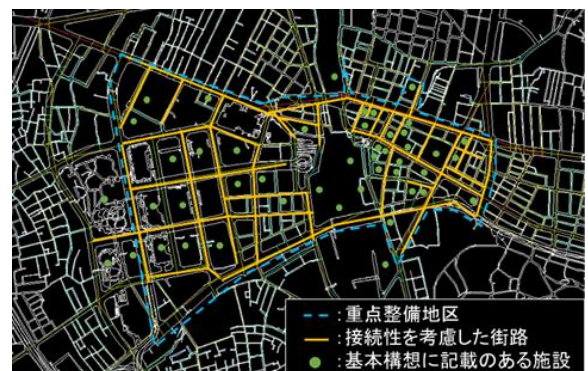 ：重点整備地区
：接続性を考慮した街路
：基本構想に記載のある施設